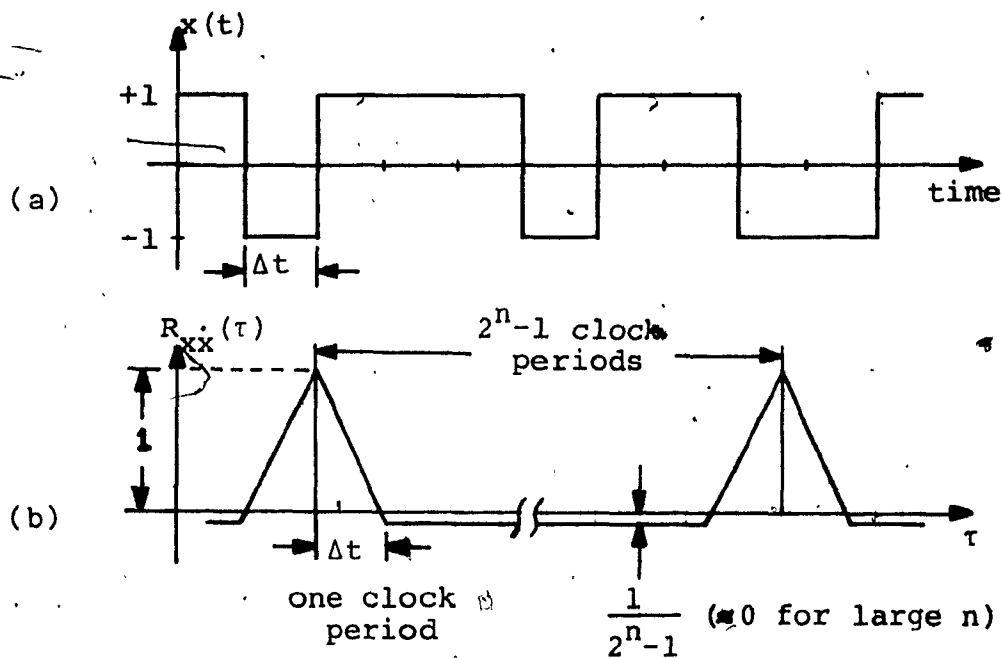 x(t)
+1
(a)
time
-1
Δt
R_xx(τ)
2^n-1 clock
periods
1
(b)
Δt
τ
one clock
period
1/(2^n-1) (≈0 for large n)